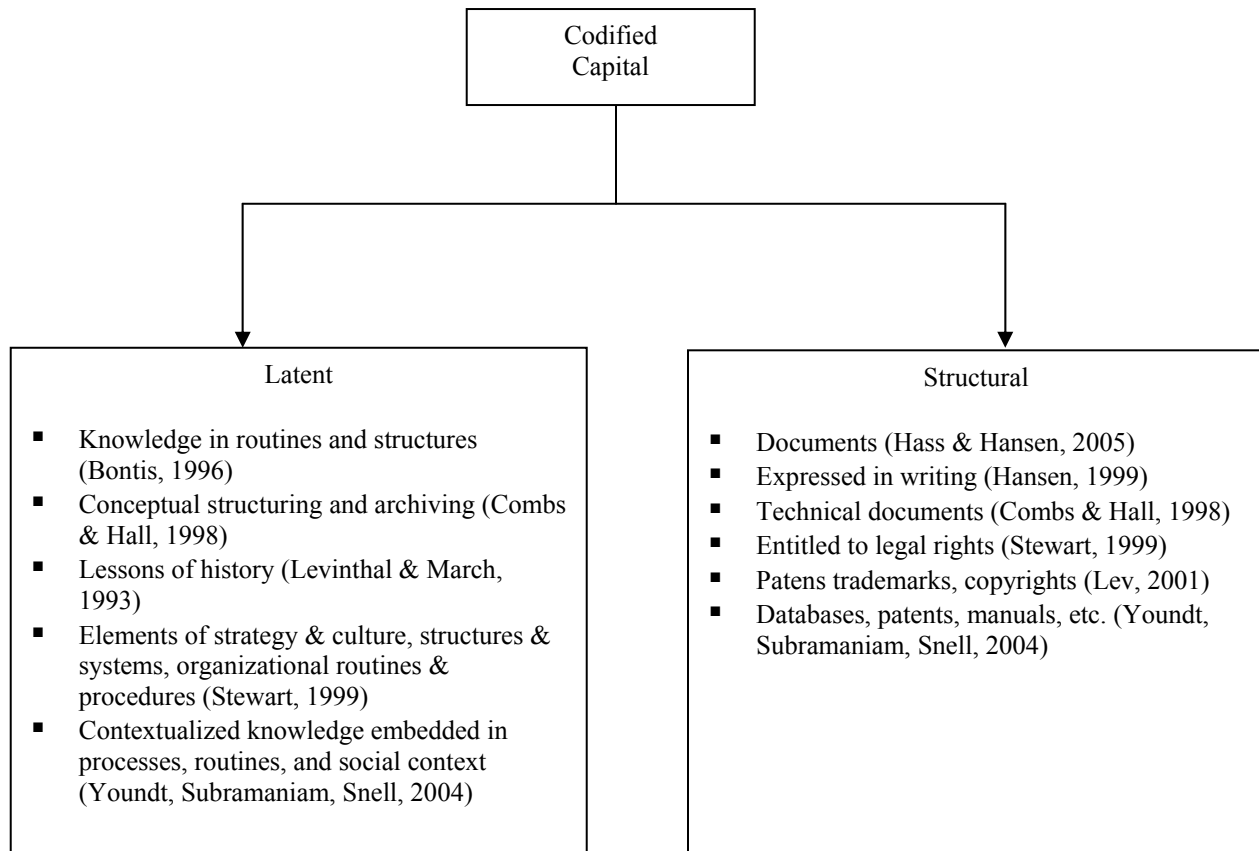 Codified
Capital
Latent
▪ Knowledge in routines and structures
(Bontis, 1996)
▪ Conceptual structuring and archiving (Combs
& Hall, 1998)
▪ Lessons of history (Levinthal & March,
1993)
▪ Elements of strategy & culture, structures &
systems, organizational routines &
procedures (Stewart, 1999)
▪ Contextualized knowledge embedded in
processes, routines, and social context
(Youndt, Subramaniam, Snell, 2004)
Structural
▪ Documents (Hass & Hansen, 2005)
▪ Expressed in writing (Hansen, 1999)
▪ Technical documents (Combs & Hall, 1998)
▪ Entitled to legal rights (Stewart, 1999)
▪ Patens trademarks, copyrights (Lev, 2001)
▪ Databases, patents, manuals, etc. (Youndt,
Subramaniam, Snell, 2004)